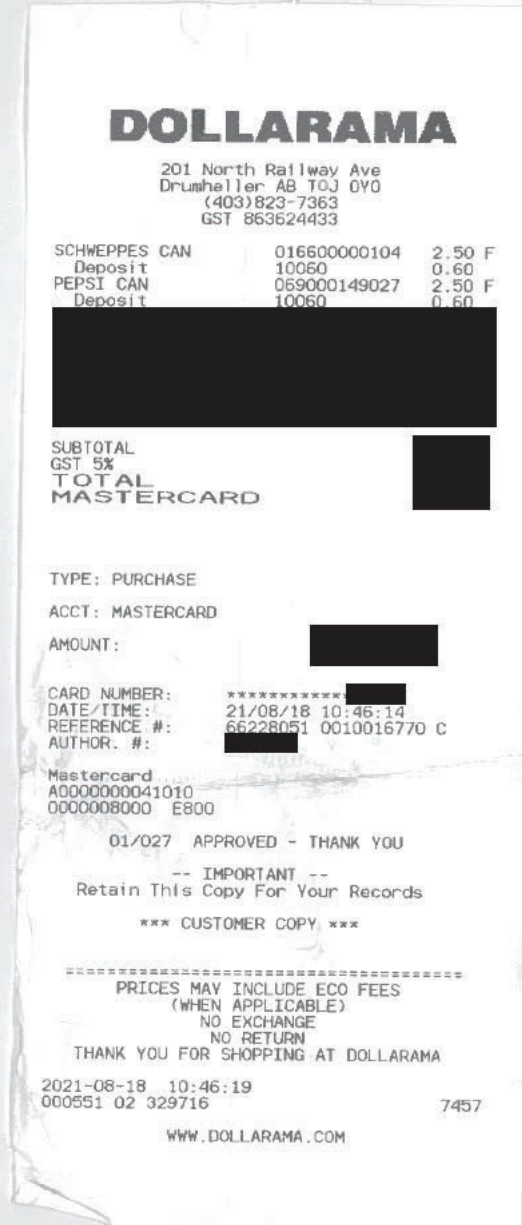 DOLLARAMA
201 North Railway Ave
Drumheller AB T0J 0Y0
(403)823-7363
GST 863624433
SCHWEPPES CAN 016600000104 2.50 F
Deposit 10060 0.60
PEPSI CAN 069000149027 2.50 F
Deposit 10060 0.60
SUBTOTAL
GST 5%
TOTAL
MASTERCARD
TYPE: PURCHASE
ACCT: MASTERCARD
AMOUNT:
CARD NUMBER: ************
DATE/TIME: 21/08/18 10:46:14
REFERENCE #: 66228051 0010016770 C
AUTHOR. #:
Mastercard
A0000000041010
0000008000 E800
01/027 APPROVED - THANK YOU
-- IMPORTANT --
Retain This Copy For Your Records
*** CUSTOMER COPY ***
========================================
PRICES MAY INCLUDE ECO FEES
(WHEN APPLICABLE)
NO EXCHANGE
NO RETURN
THANK YOU FOR SHOPPING AT DOLLARAMA
2021-08-18 10:46:19
000551 02 329716 7457
WWW.DOLLARAMA.COM